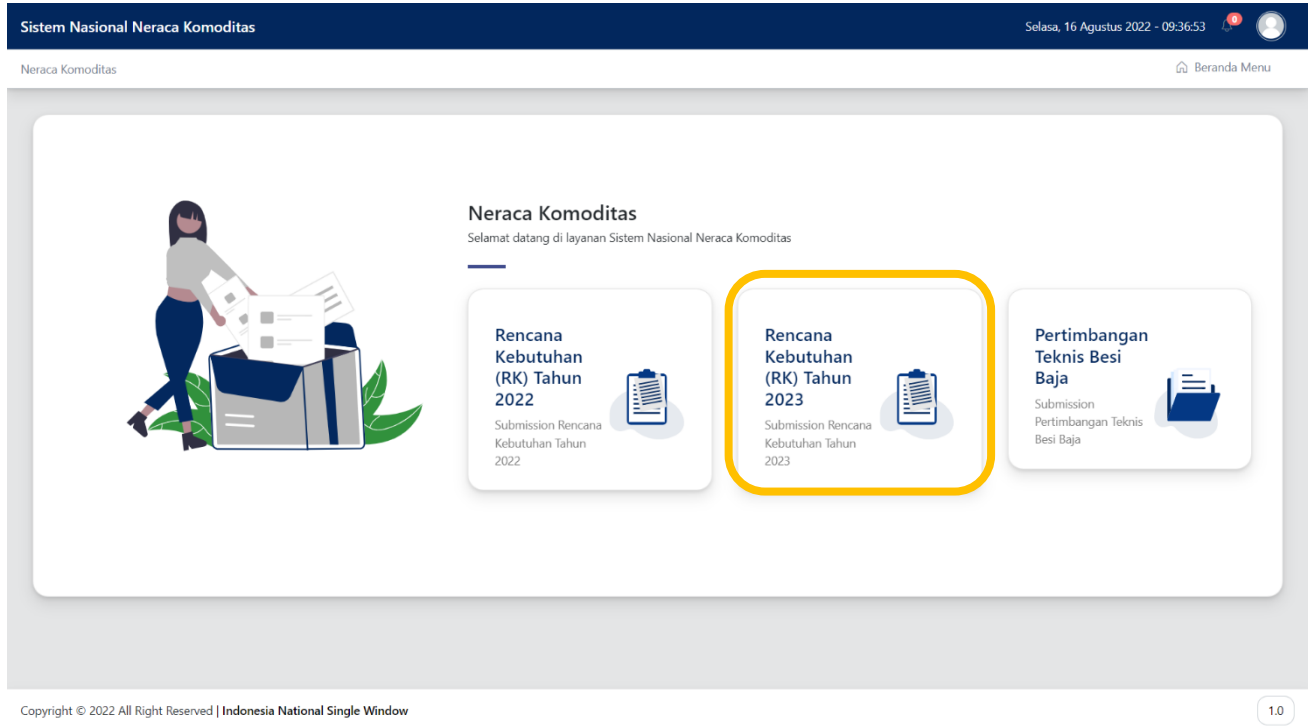 Sistem Nasional Neraca Komoditas
Selasa, 16 Agustus 2022 - 09:36:53
0
Neraca Komoditas
Beranda Menu
Neraca Komoditas
Selamat datang di layanan Sistem Nasional Neraca Komoditas
Rencana
Kebutuhan
(RK) Tahun
2022
Submission Rencana
Kebutuhan Tahun
2022
Rencana
Kebutuhan
(RK) Tahun
2023
Submission Rencana
Kebutuhan Tahun
2023
Pertimbangan
Teknis Besi
Baja
Submission
Pertimbangan Teknis
Besi Baja
Copyright © 2022 All Right Reserved | Indonesia National Single Window
1.0